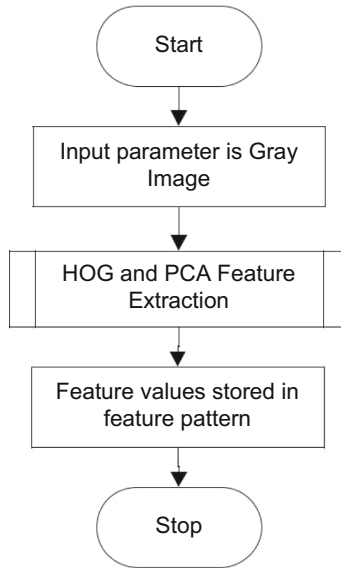 Start
Input parameter is Gray
Image
HOG and PCA Feature
Extraction
Feature values stored in
feature pattern
Stop